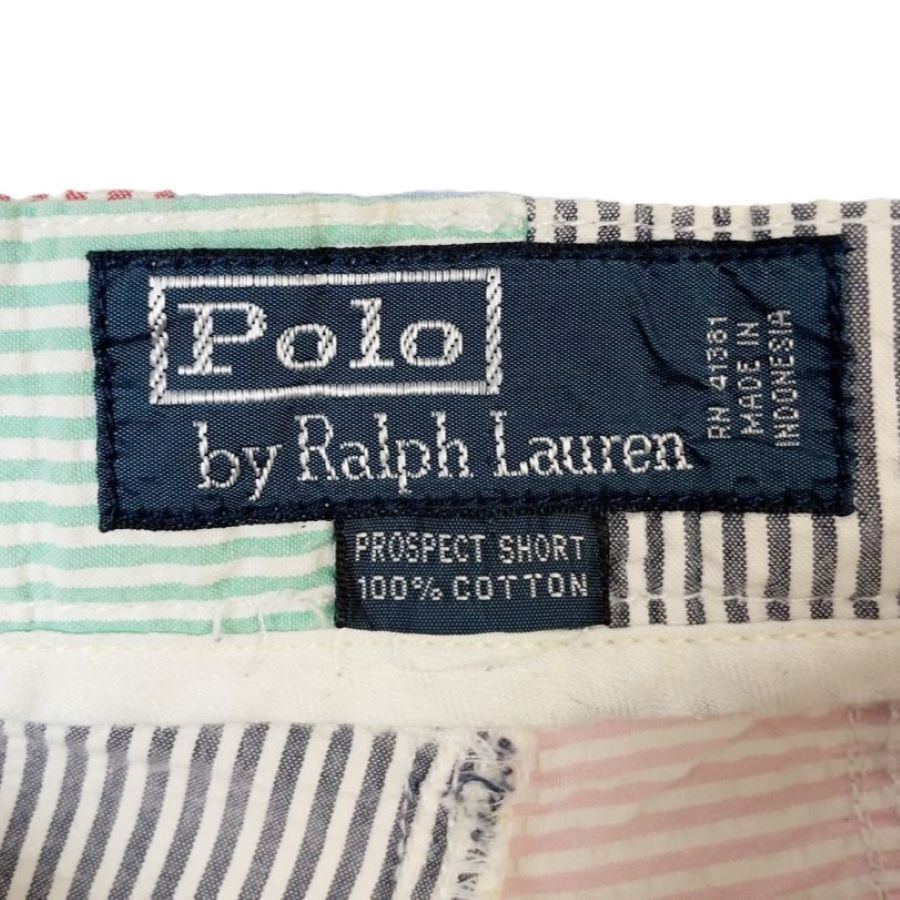 Polo
by Ralph Lauren
RN 41381
MADE IN
INDONESIA
PROSPECT SHORT
100% COTTON